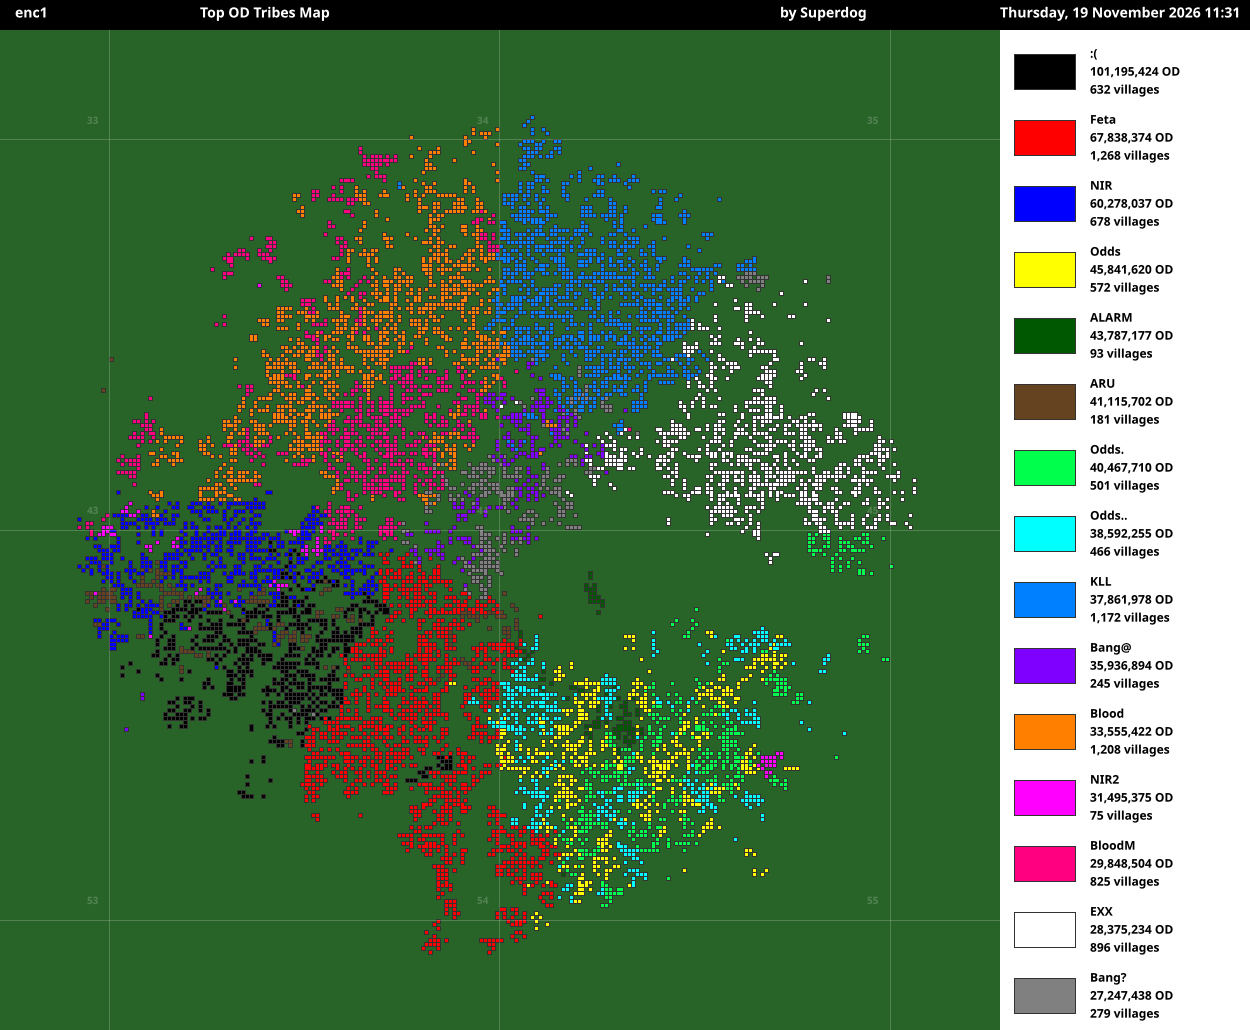 enc1 Top OD Tribes Map by Superdog Thursday, 19 November 2026 11:31
33 34 35
43
53 54 55
:(
101,195,424 OD
632 villages
Feta
67,838,374 OD
1,268 villages
NIR
60,278,037 OD
678 villages
Odds
45,841,620 OD
572 villages
ALARM
43,787,177 OD
93 villages
ARU
41,115,702 OD
181 villages
Odds.
40,467,710 OD
501 villages
Odds..
38,592,255 OD
466 villages
KLL
37,861,978 OD
1,172 villages
Bang@
35,936,894 OD
245 villages
Blood
33,555,422 OD
1,208 villages
NIR2
31,495,375 OD
75 villages
BloodM
29,848,504 OD
825 villages
EXX
28,375,234 OD
896 villages
Bang?
27,247,438 OD
279 villages